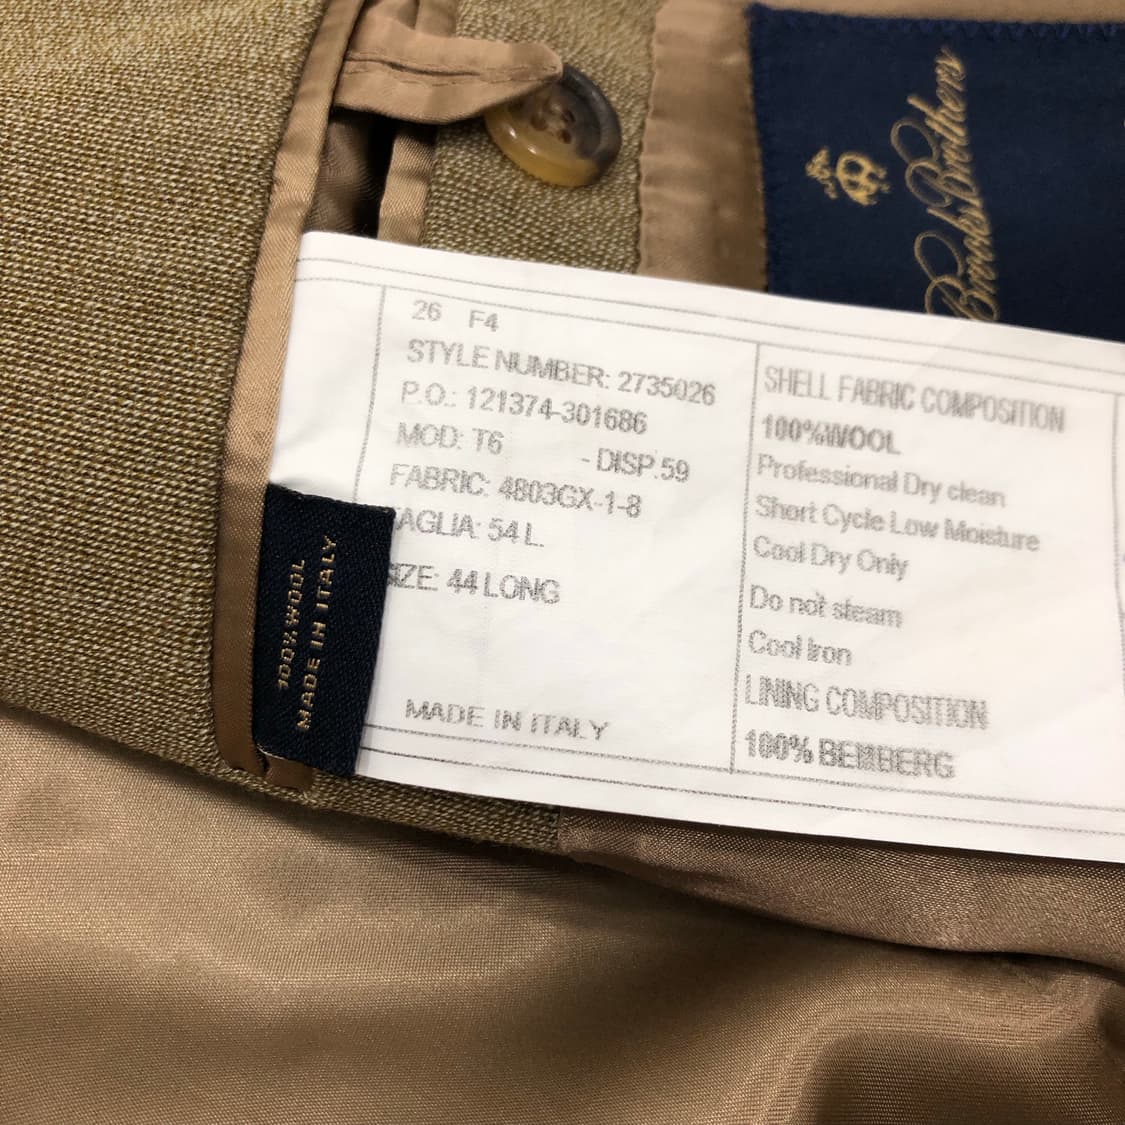 Brooks Brothers
26 F4
STYLE NUMBER: 2735026
P.O.: 121374-301686
MOD: T6 - DISP.59
FABRIC: 4803GX-1-8
AGLIA: 54 L.
IZE: 44 LONG
MADE IN ITALY
SHELL FABRIC COMPOSITION
100%WOOL
Professional Dry clean
Short Cycle Low Moisture
Cool Dry Only
Do not steam
Cool Iron
LINING COMPOSITION
100% BEMBERG
100% WOOL
MADE IN ITALY